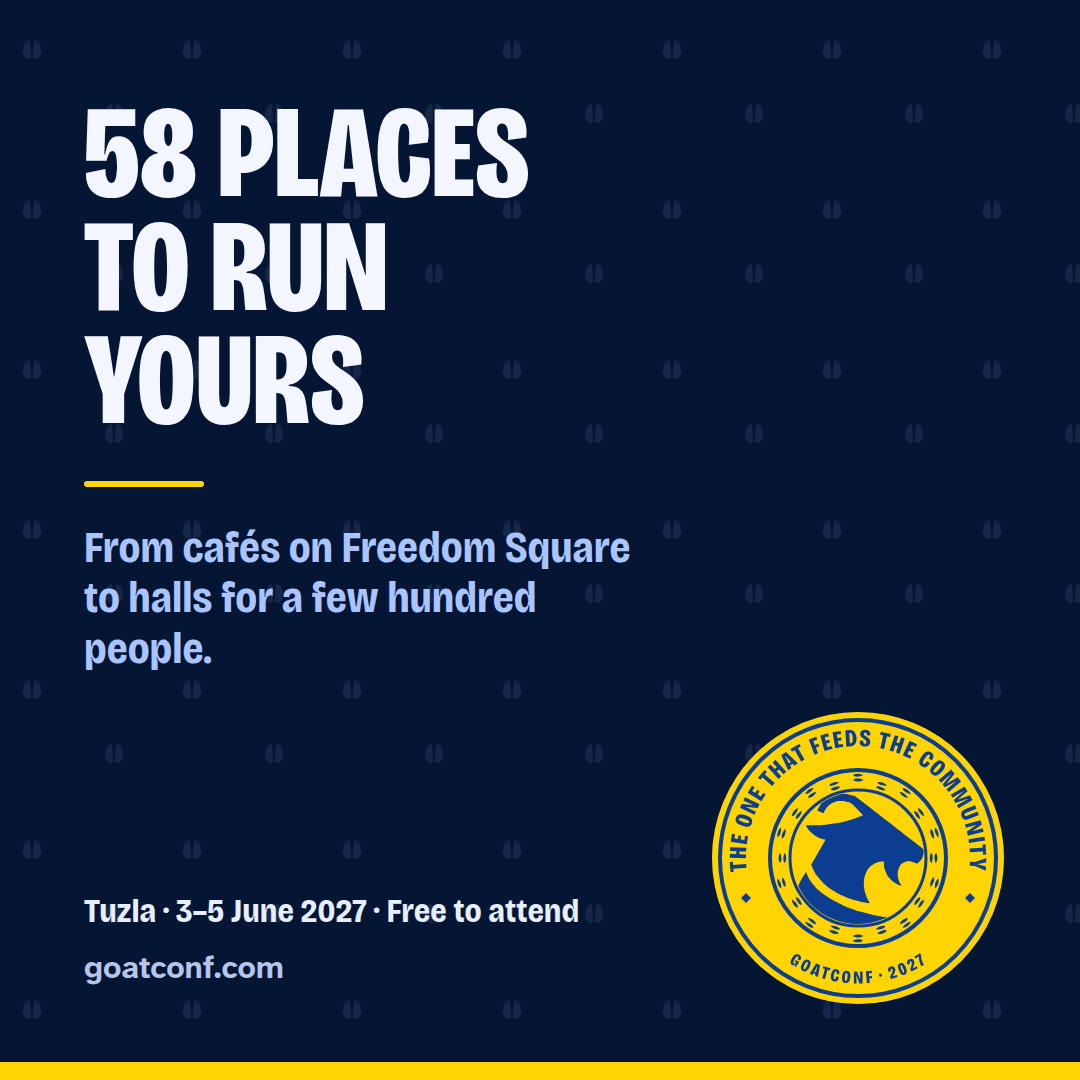 58 PLACES
TO RUN
YOURS
From cafés on Freedom Square
to halls for a few hundred
people.
THE ONE THAT FEEDS THE COMMUNITY
GOATCONF · 2027
Tuzla · 3–5 June 2027 · Free to attend
goatconf.com